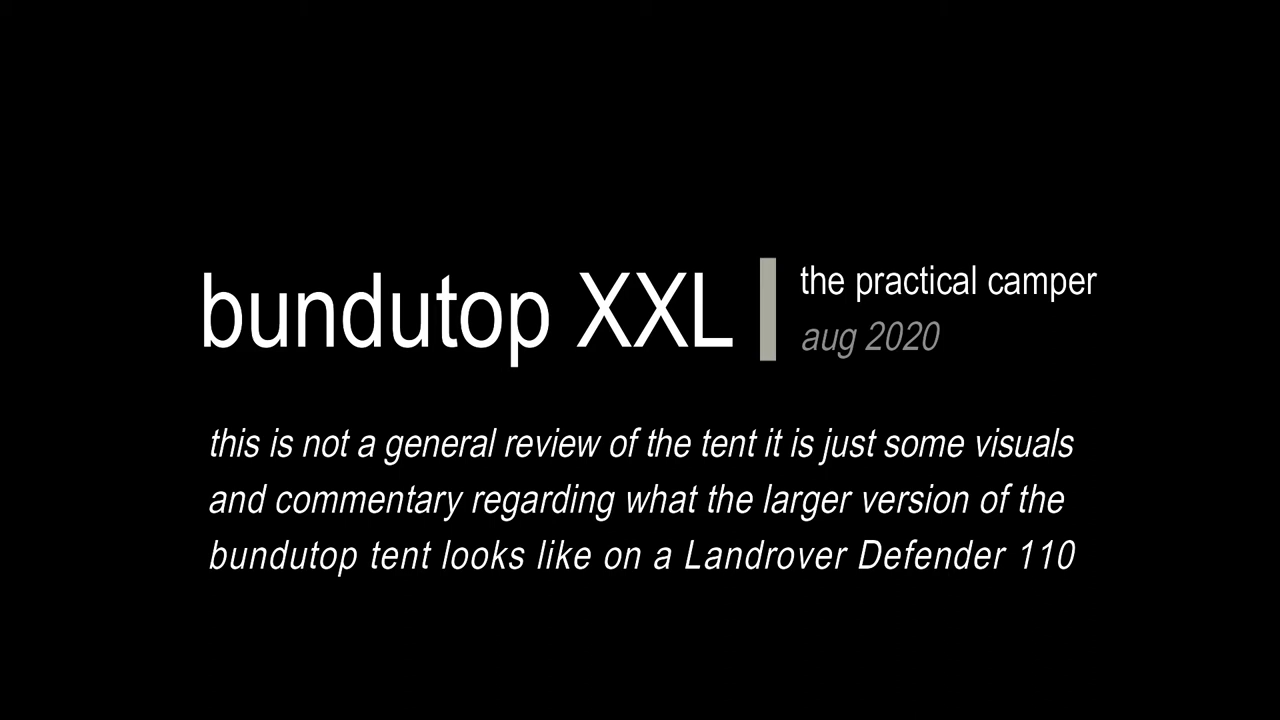 bundutop XXL
the practical camper
aug 2020
this is not a general review of the tent it is just some visuals
and commentary regarding what the larger version of the
bundutop tent looks like on a Landrover Defender 110